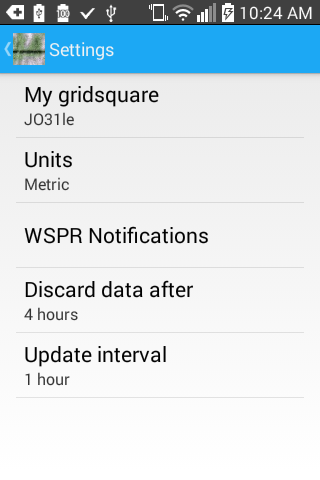 10:24 AM
Settings
My gridsquare
JO31le
Units
Metric
WSPR Notifications
Discard data after
4 hours
Update interval
1 hour